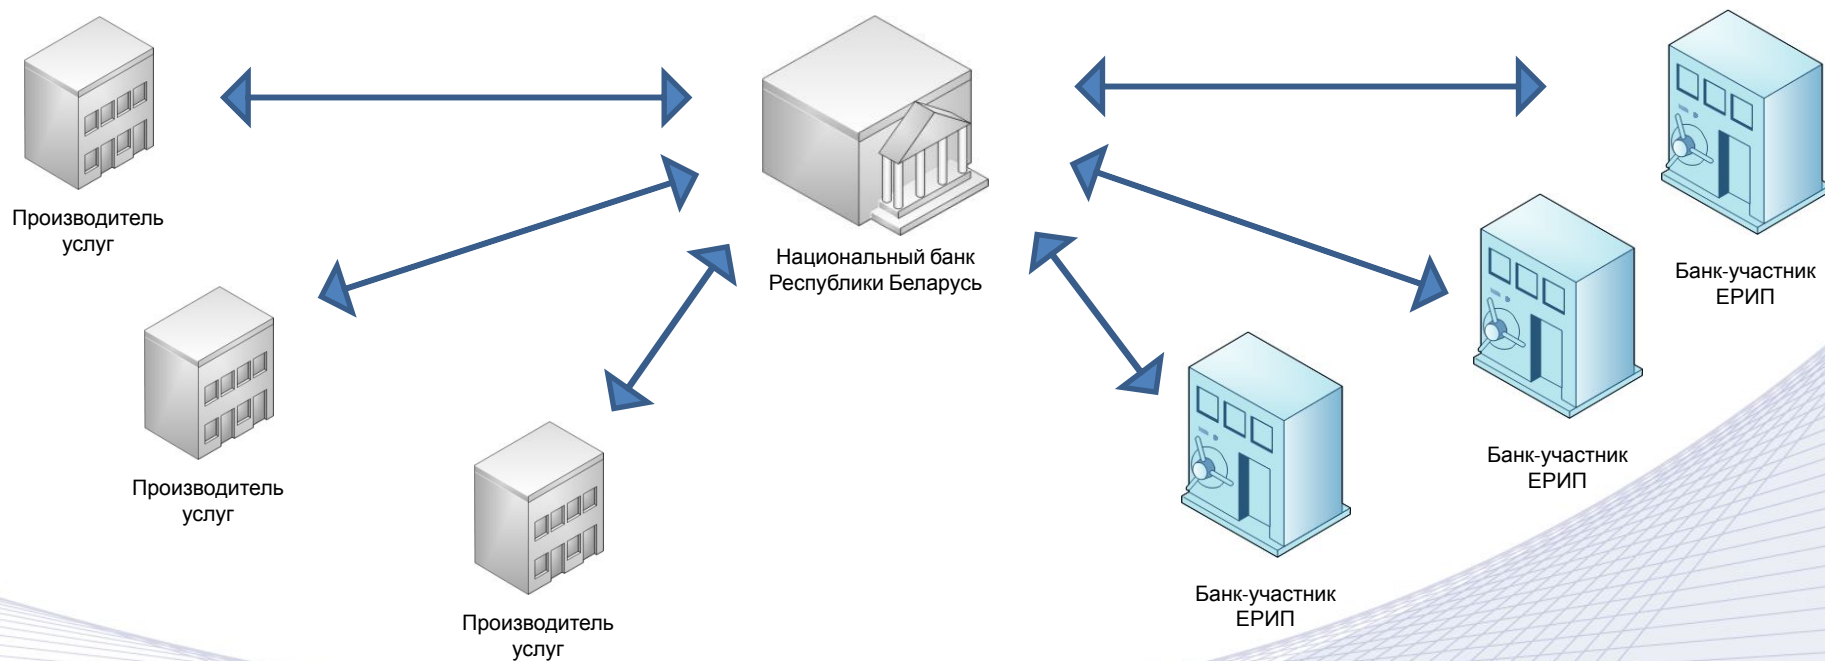 Производитель
услуг
Производитель
услуг
Производитель
услуг
Национальный банк
Республики Беларусь
Банк-участник
ЕРИП
Банк-участник
ЕРИП
Банк-участник
ЕРИП